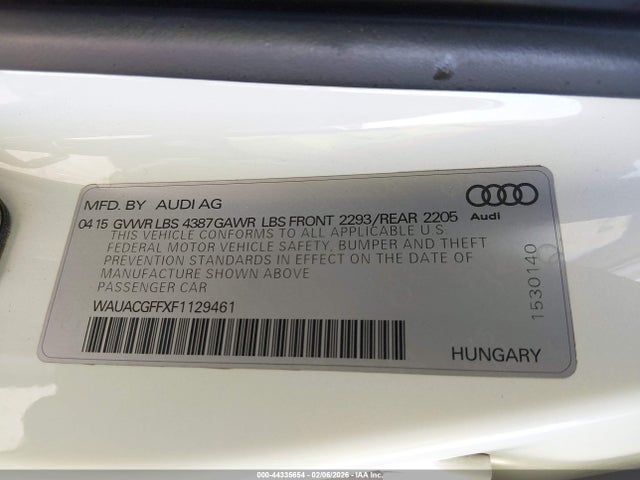 MFD. BY AUDI AG
04 15 GVWR LBS 4387GAWR LBS FRONT 2293/REAR 2205
THIS VEHICLE CONFORMS TO ALL APPLICABLE U S
FEDERAL MOTOR VEHICLE SAFETY, BUMPER AND THEFT
PREVENTION STANDARDS IN EFFECT ON THE DATE OF
MANUFACTURE SHOWN ABOVE
PASSENGER CAR
WAUACGFFXF1129461
Audi
1530140
HUNGARY
000-44335654 | 02/06/2026 - IAA Inc.